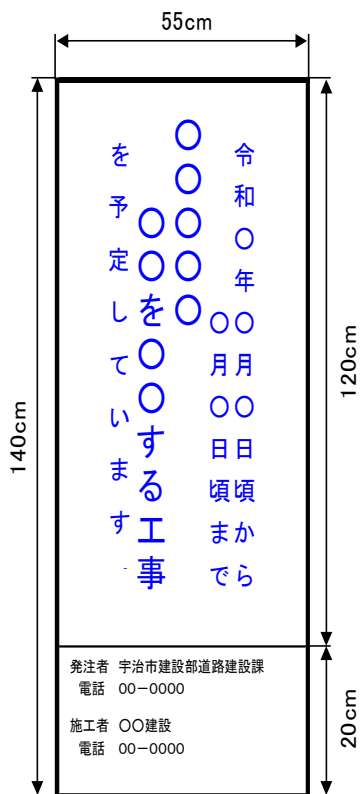 55cm
令和〇年〇月〇日頃から
〇月〇日頃まで
〇〇〇〇〇
〇〇を〇〇する工事
を予定しています.
140cm
120cm
20cm
発注者 宇治市建設部道路建設課
電話 00-0000
施工者 〇〇建設
電話 00-0000